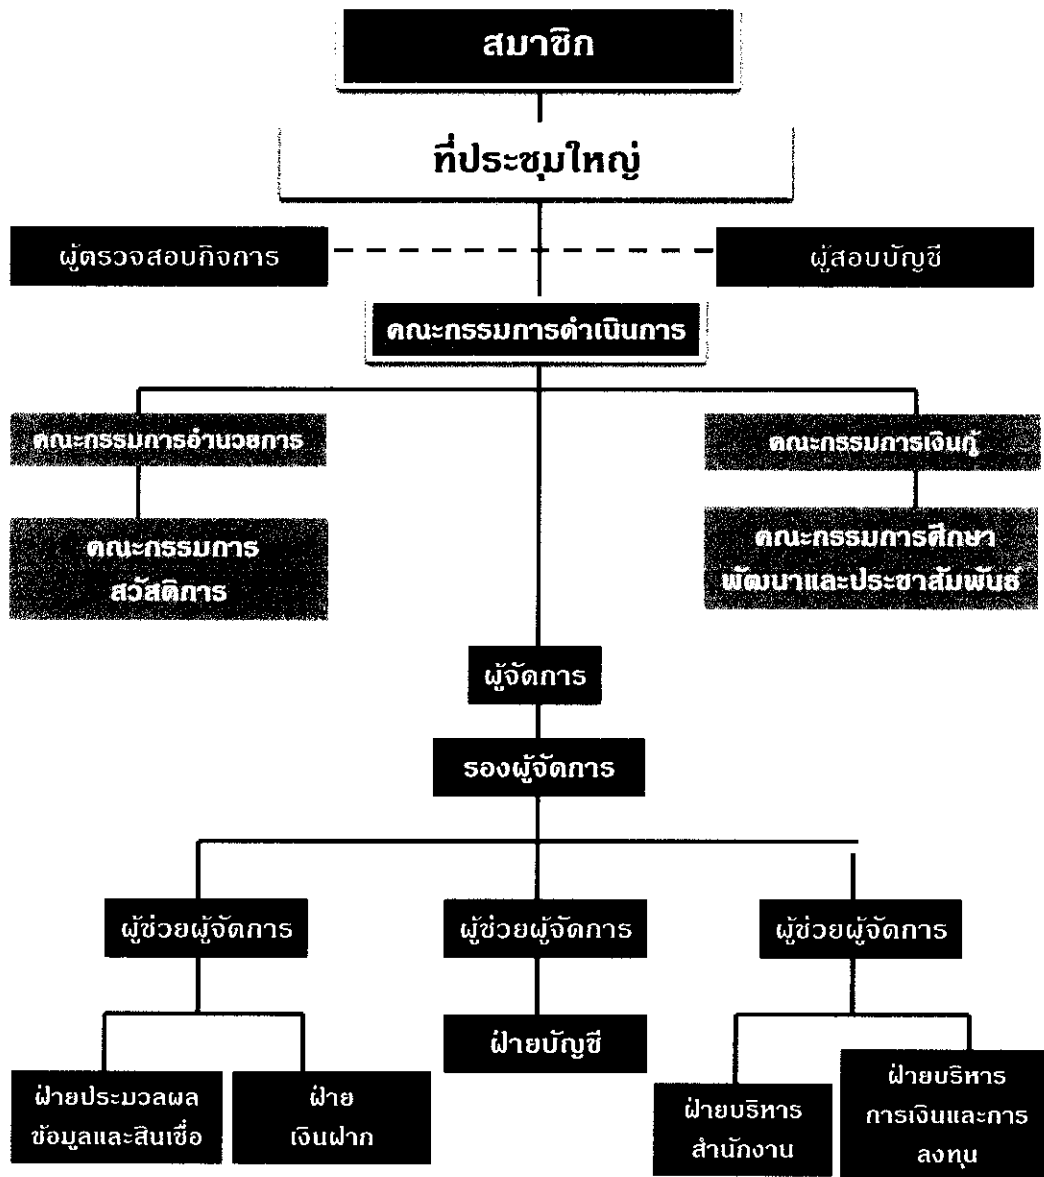 สมาชิก
ที่ประชุมใหญ่
ผู้ตรวจสอบกิจการ
ผู้สอบบัญชี
คณะกรรมการดำเนินการ
คณะกรรมการอำนวยการ
คณะกรรมการเงินกู้
คณะกรรมการ
สวัสดิการ
คณะกรรมการศึกษา
พัฒนาและประชาสัมพันธ์
ผู้จัดการ
รองผู้จัดการ
ผู้ช่วยผู้จัดการ
ผู้ช่วยผู้จัดการ
ผู้ช่วยผู้จัดการ
ฝ่ายประมวลผล
ข้อมูลและสินเชื่อ
ฝ่าย
เงินฝาก
ฝ่ายบัญชี
ฝ่ายบริหาร
สำนักงาน
ฝ่ายบริหาร
การเงินและการ
ลงทุน